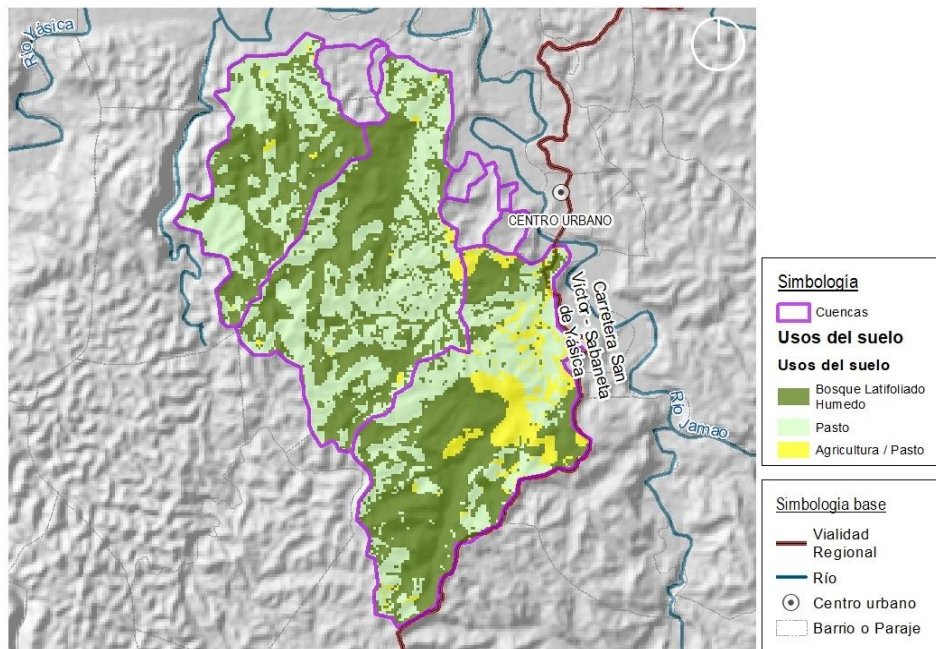 Río Yásica
CENTRO URBANO
Carretera San
Víctor - Sabaneta
de Yásica
Río Jamao
Simbología
Cuencas
Usos del suelo
Usos del suelo
Bosque Latifoliado
Humedo
Pasto
Agricultura / Pasto
Simbología base
Vialidad
Regional
Río
Centro urbano
Barrio o Paraje